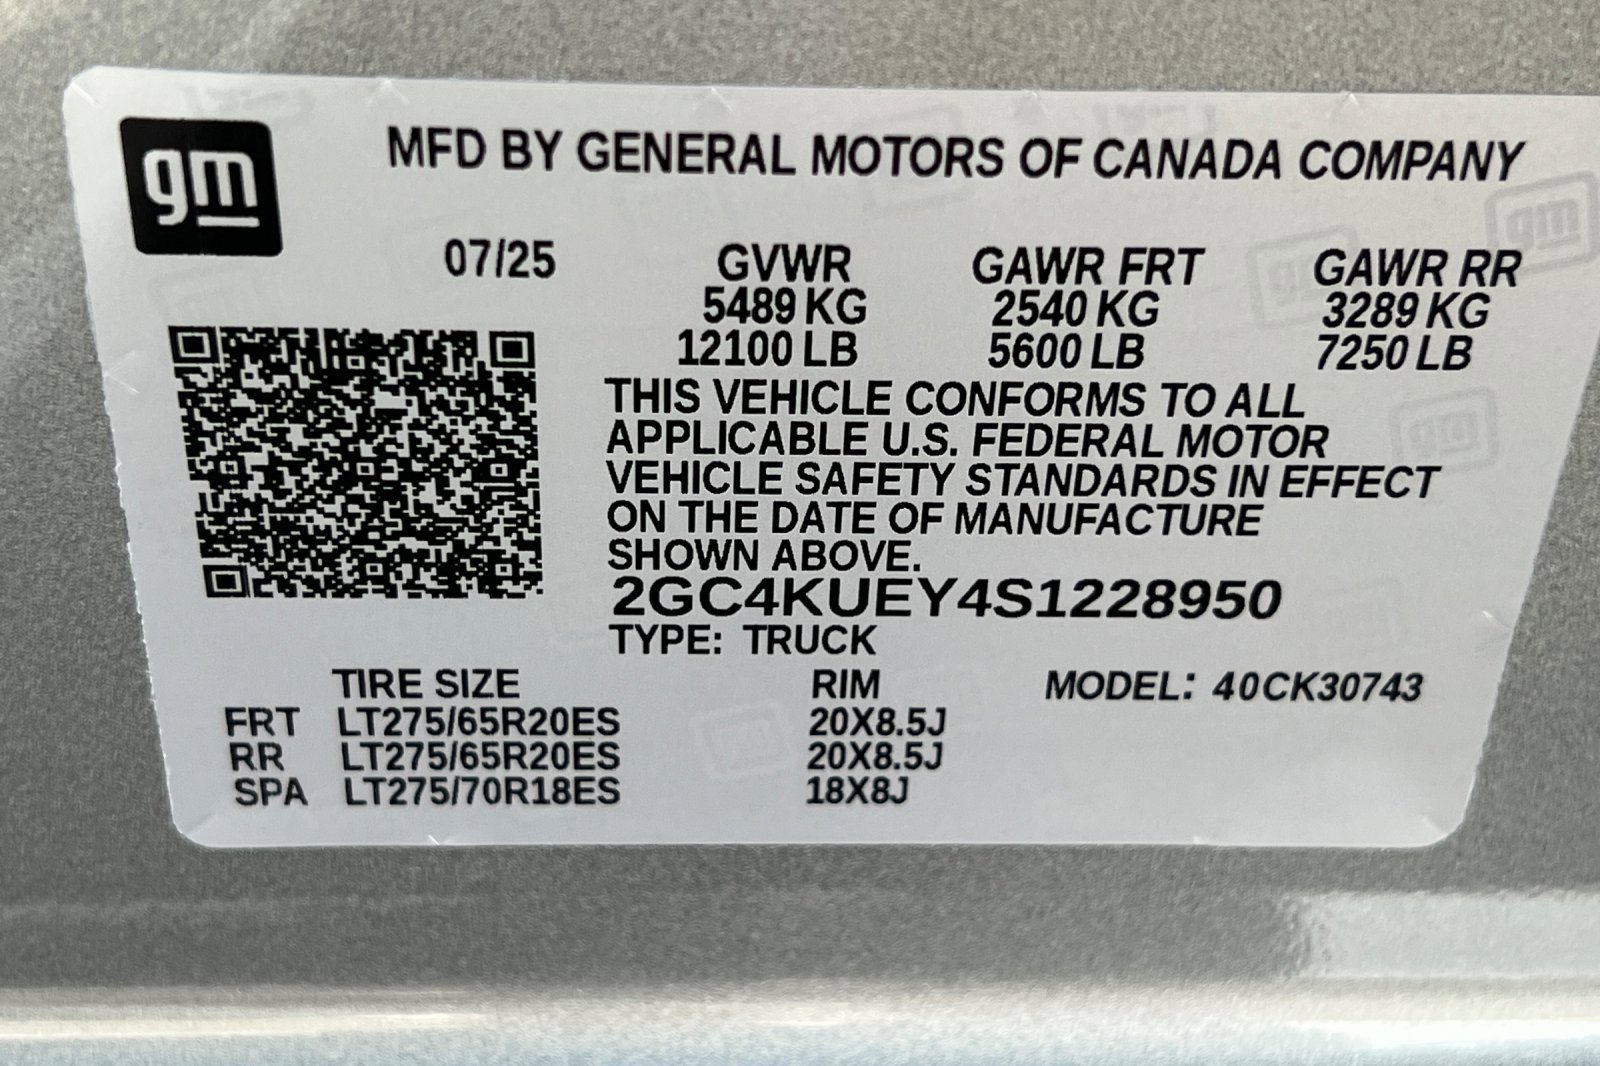 gm
MFD BY GENERAL MOTORS OF CANADA COMPANY
07/25 GVWR GAWR FRT GAWR RR
5489 KG 2540 KG 3289 KG
12100 LB 5600 LB 7250 LB
THIS VEHICLE CONFORMS TO ALL
APPLICABLE U.S. FEDERAL MOTOR
VEHICLE SAFETY STANDARDS IN EFFECT
ON THE DATE OF MANUFACTURE
SHOWN ABOVE.
2GC4KUEY4S1228950
TYPE: TRUCK
TIRE SIZE RIM MODEL: 40CK30743
FRT LT275/65R20ES 20X8.5J
RR LT275/65R20ES 20X8.5J
SPA LT275/70R18ES 18X8J